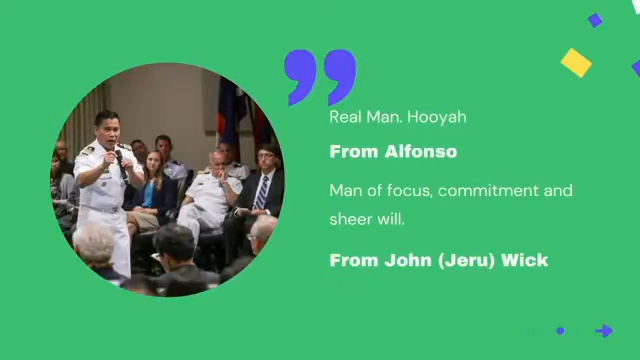 Real Man. Hooyah
From Alfonso
Man of focus, commitment and
sheer will.
From John (Jeru) Wick